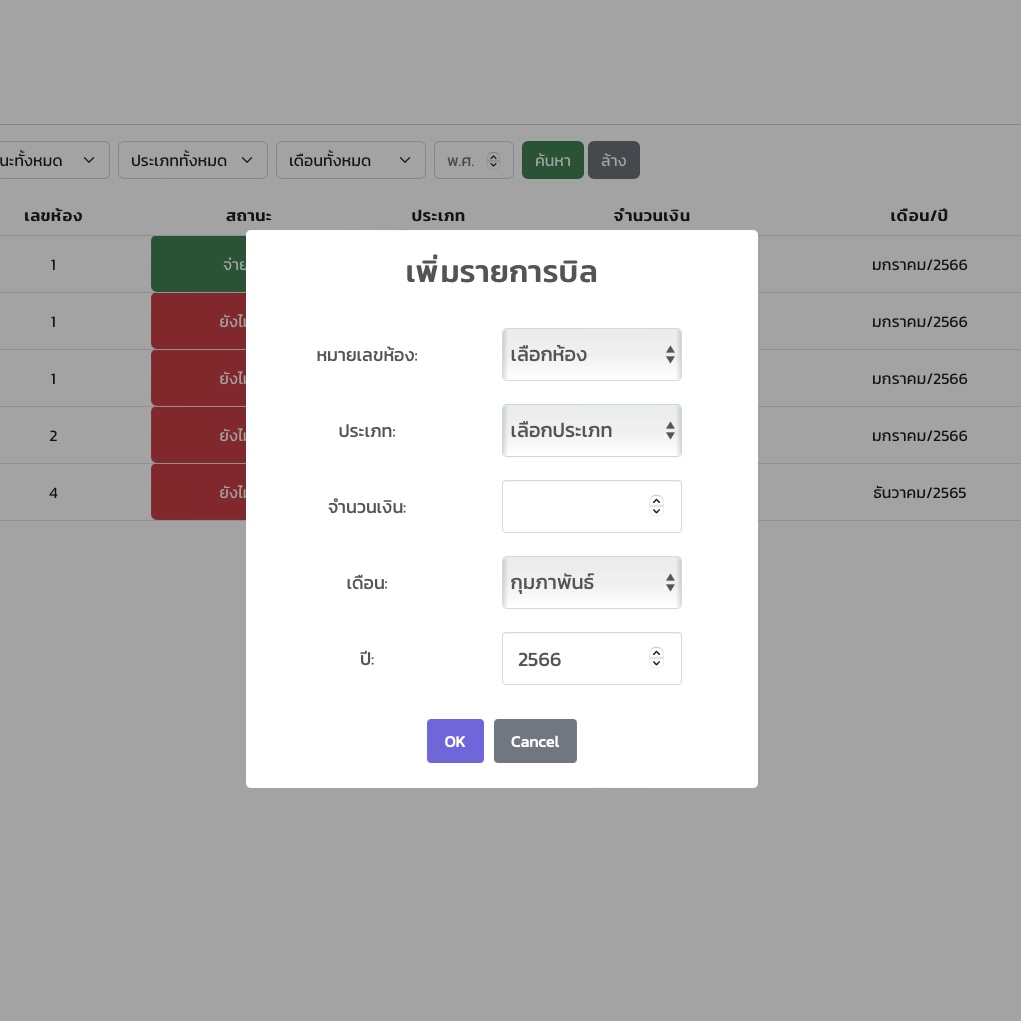 นะทั้งหมด ประเภททั้งหมด เดือนทั้งหมด พ.ศ. ค้นหา ล้าง
เลขห้อง สถานะ ประเภท จำนวนเงิน เดือน/ปี
1 จ่าย มกราคม/2566
1 ยังไ มกราคม/2566
1 ยังไ มกราคม/2566
2 ยังไ มกราคม/2566
4 ยังไ ธันวาคม/2565
เพิ่มรายการบิล
หมายเลขห้อง: เลือกห้อง
ประเภท: เลือกประเภท
จำนวนเงิน:
เดือน: กุมภาพันธ์
ปี: 2566
OK Cancel